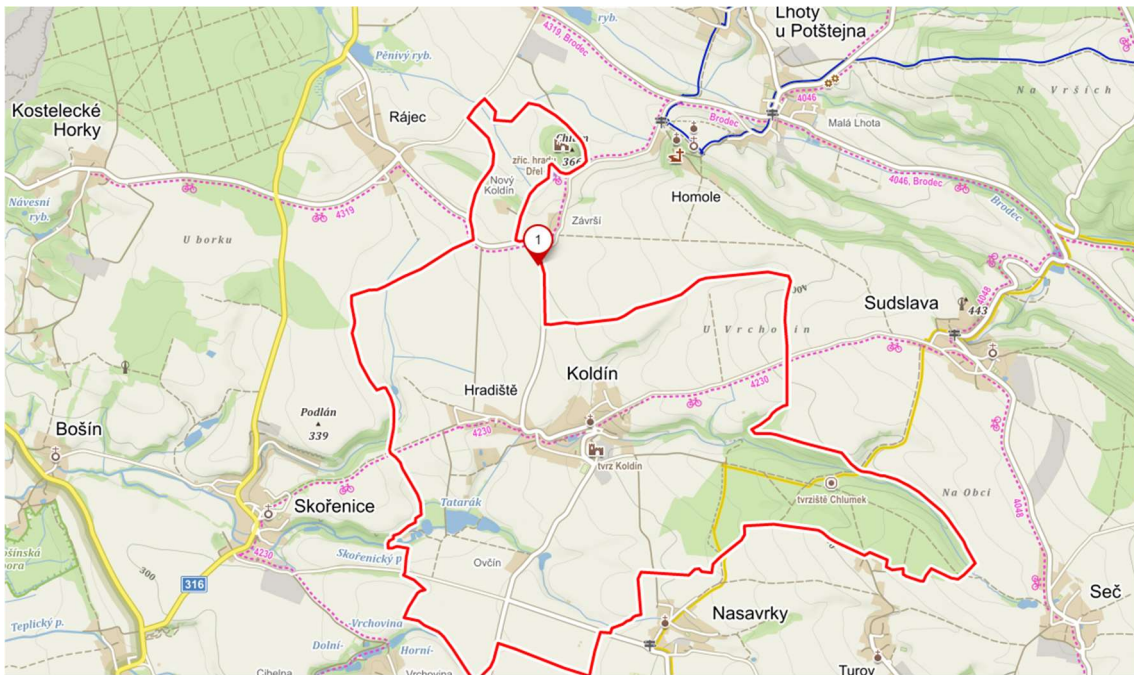 Lhoty
u Potštejna
ryb.
4319, Brodec
Pěnivý ryb.
Kostelecké
Horky
Rájec
Brodec
4046
Malá Lhota
Na Vrších
Chlum
366
zříc. hradu
Dřel
Nový
Koldín
Návesní
ryb.
4319
U borku
Závrší
Homole
4046, Brodec
Brodec
1
Sudslava
443
4048
U Vrchovin
Koldín
Hradiště
4230
4230
Podlán
339
Bošín
tvrz Koldín
tvrziště Chlumek
Na Obci
4048
Skořenice
Tatarák
Skořenický p.
4230
Ovčín
300
316
Nasavrky
Seč
Teplický p.
Vrchovina
Dolní-
Horní-
Vrchovina
Cihelna
Turov